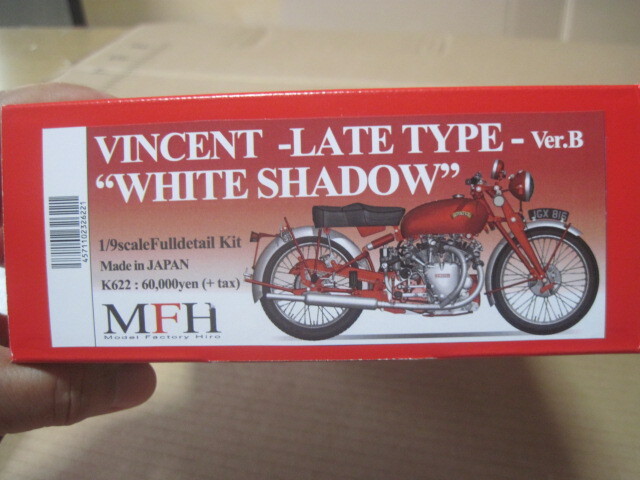 VINCENT -LATE TYPE - Ver.B
“WHITE SHADOW”
1/9scaleFulldetail Kit
Made in JAPAN
K622 : 60,000yen (+ tax)
MFH
Model Factory Hiro
4571102326221